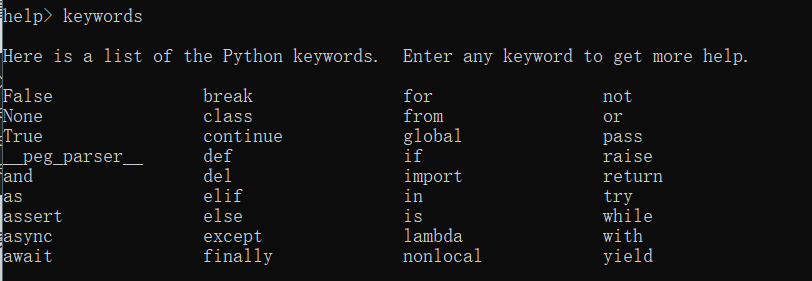 help> keywords
Here is a list of the Python keywords.  Enter any keyword to get more help.
False               break               for                 not
None                class               from                or
True                continue            global              pass
__peg_parser__      def                 if                  raise
and                 del                 import              return
as                  elif                in                  try
assert              else                is                  while
async               except              lambda              with
await               finally             nonlocal            yield